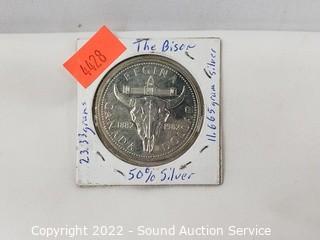 4428
The Bison
23.33 grams
11.665 gram silver
REGINA
CANADA DOLLAR
1882 1982
50% Silver
Copyright 2022 - Sound Auction Service